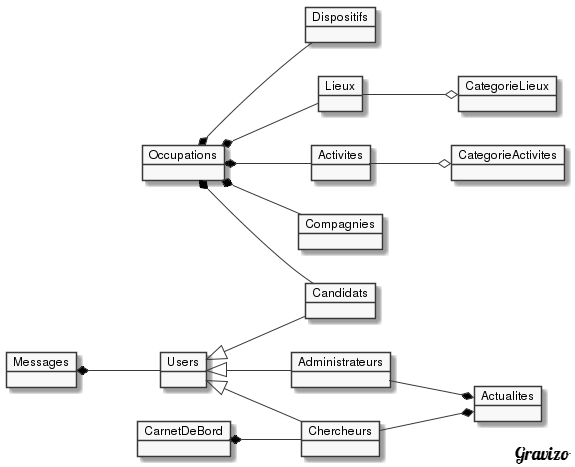 Dispositifs
Lieux
CategorieLieux
Occupations
Activites
CategorieActivites
Compagnies
Candidats
Messages
Users
Administrateurs
Actualites
CarnetDeBord
Chercheurs
Gravizo